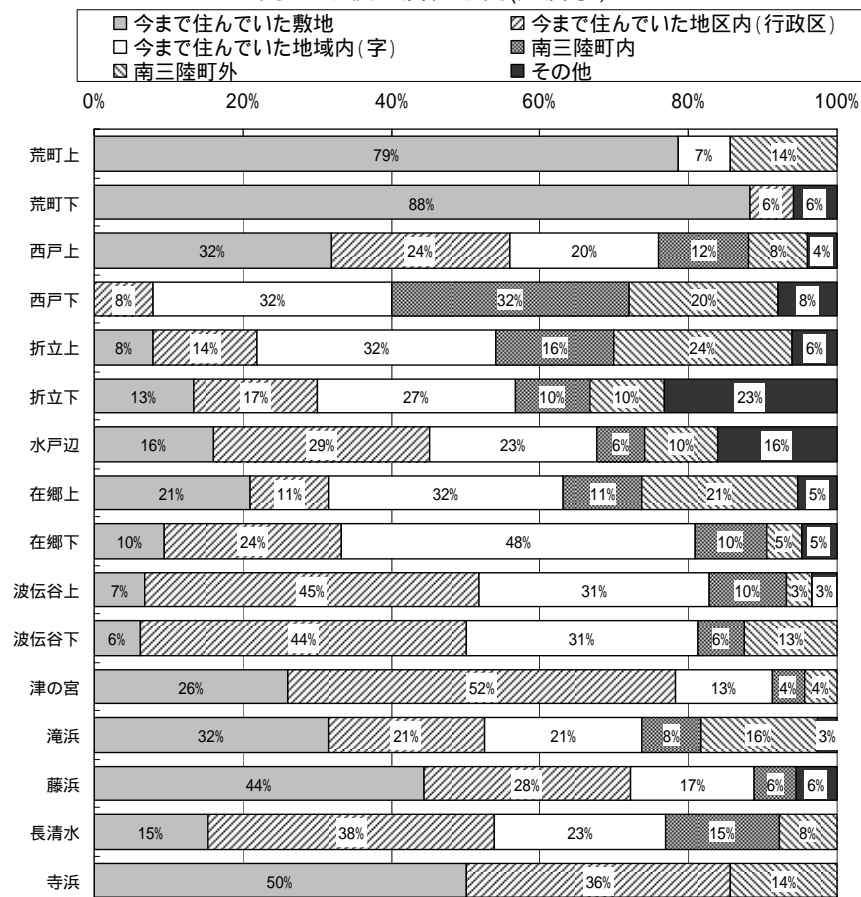 今まで住んでいた敷地 今まで住んでいた地区内(行政区)
今まで住んでいた地域内(字) 南三陸町内
南三陸町外 その他
0% 20% 40% 60% 80% 100%
荒町上 79% 7% 14%
荒町下 88% 6% 6%
西戸上 32% 24% 20% 12% 8% 4%
西戸下 8% 32% 32% 20% 8%
折立上 8% 14% 32% 16% 24% 6%
折立下 13% 17% 27% 10% 10% 23%
水戸辺 16% 29% 23% 6% 10% 16%
在郷上 21% 11% 32% 11% 21% 5%
在郷下 10% 24% 48% 10% 5% 5%
波伝谷上 7% 45% 31% 10% 3% 3%
波伝谷下 6% 44% 31% 6% 13%
津の宮 26% 52% 13% 4% 4%
滝浜 32% 21% 21% 8% 16% 3%
藤浜 44% 28% 17% 6% 6%
長清水 15% 38% 23% 15% 8%
寺浜 50% 36% 14%